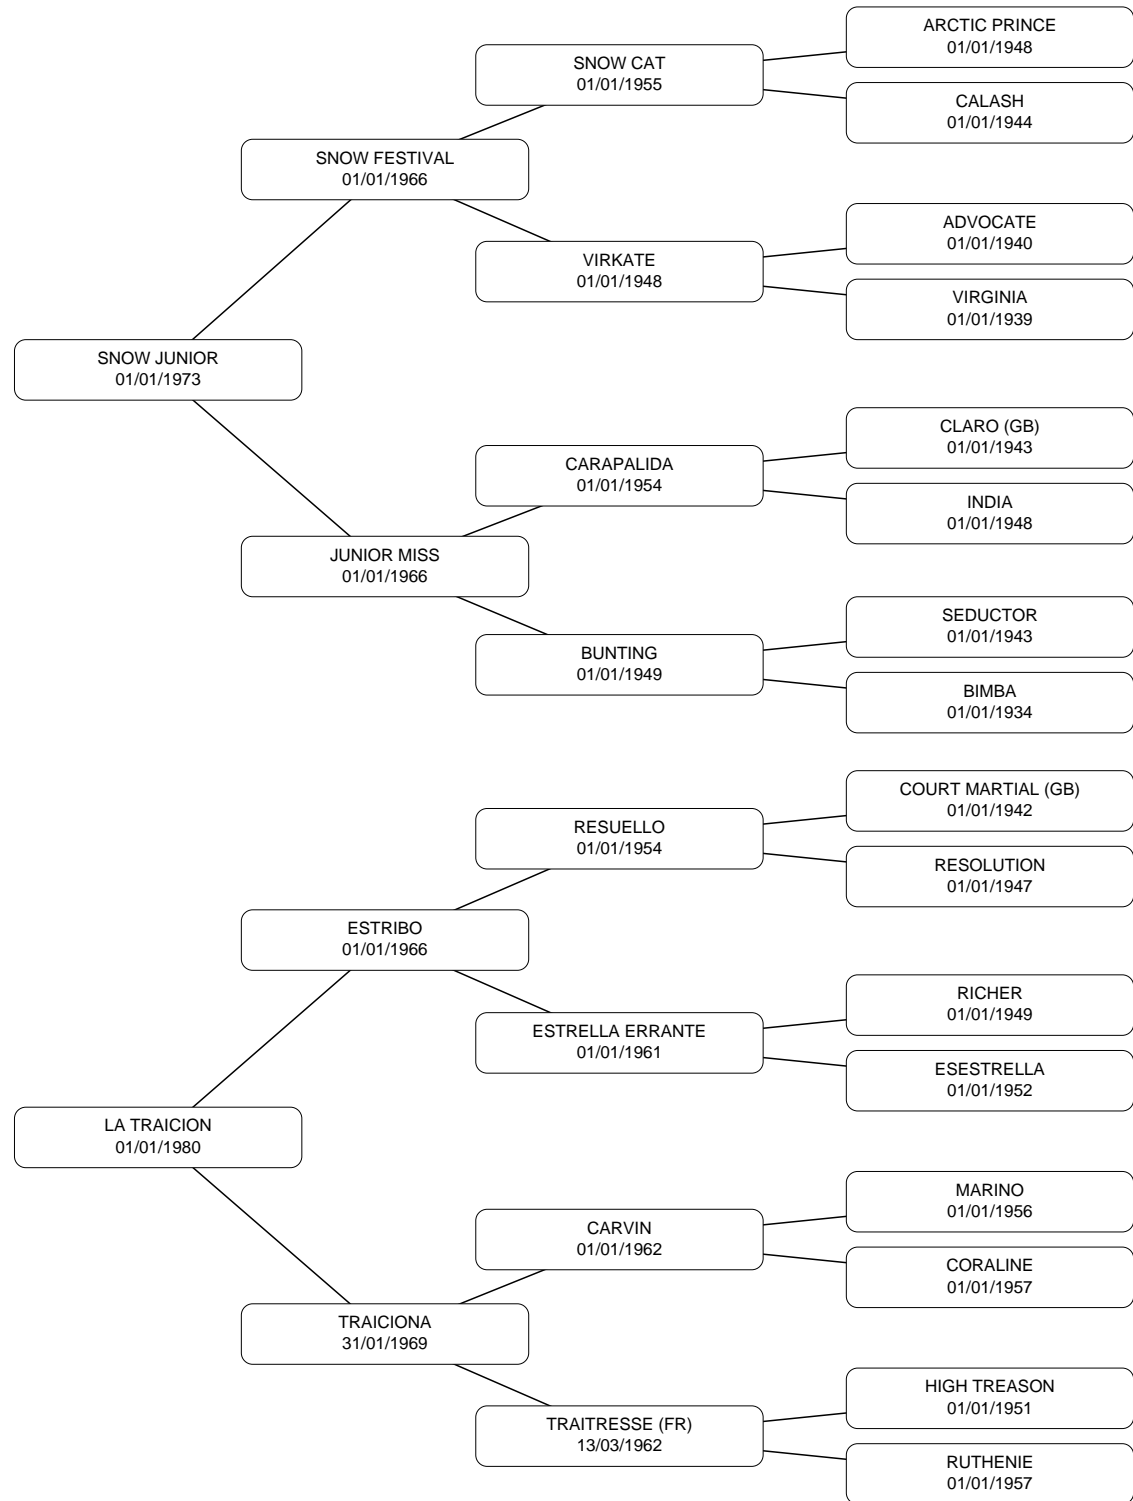 ARCTIC PRINCE
01/01/1948
SNOW CAT
01/01/1955
CALASH
01/01/1944
SNOW FESTIVAL
01/01/1966
ADVOCATE
01/01/1940
VIRKATE
01/01/1948
VIRGINIA
01/01/1939
SNOW JUNIOR
01/01/1973
CLARO (GB)
01/01/1943
CARAPALIDA
01/01/1954
INDIA
01/01/1948
JUNIOR MISS
01/01/1966
SEDUCTOR
01/01/1943
BUNTING
01/01/1949
BIMBA
01/01/1934
COURT MARTIAL (GB)
01/01/1942
RESUELLO
01/01/1954
RESOLUTION
01/01/1947
ESTRIBO
01/01/1966
RICHER
01/01/1949
ESTRELLA ERRANTE
01/01/1961
ESESTRELLA
01/01/1952
LA TRAICION
01/01/1980
MARINO
01/01/1956
CARVIN
01/01/1962
CORALINE
01/01/1957
TRAICIONA
31/01/1969
HIGH TREASON
01/01/1951
TRAITRESSE (FR)
13/03/1962
RUTHENIE
01/01/1957